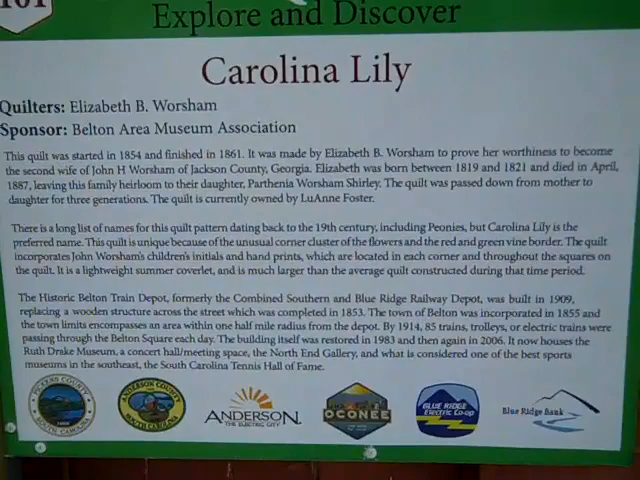 101
Explore and Discover
Carolina Lily
Quilters: Elizabeth B. Worsham
Sponsor: Belton Area Museum Association
This quilt was started in 1854 and finished in 1861. It was made by Elizabeth B. Worsham to prove her worthiness to become
the second wife of John H Worsham of Jackson County, Georgia. Elizabeth was born between 1819 and 1821 and died in April,
1887, leaving this family heirloom to their daughter, Parthenia Worsham Shirley. The quilt was passed down from mother to
daughter for three generations. The quilt is currently owned by LuAnne Foster.
There is a long list of names for this quilt pattern dating back to the 19th century, including Peonies, but Carolina Lily is the
preferred name. This quilt is unique because of the unusual corner cluster of the flowers and the red and green vine border. The quilt
incorporates John Worsham's children's initials and hand prints, which are located in each corner and throughout the squares on
the quilt. It is a lightweight summer coverlet, and is much larger than the average quilt constructed during that time period.
The Historic Belton Train Depot, formerly the Combined Southern and Blue Ridge Railway Depot, was built in 1909,
replacing a wooden structure across the street which was completed in 1853. The town of Belton was incorporated in 1855 and
the town limits encompasses an area within one half mile radius from the depot. By 1914, 85 trains, trolleys, or electric trains were
passing through the Belton Square each day. The building itself was restored in 1983 and then again in 2006. It now houses the
Ruth Drake Museum, a concert hall/meeting space, the North End Gallery, and what is considered one of the best sports
museums in the southeast, the South Carolina Tennis Hall of Fame.
PICKENS COUNTY
SOUTH CAROLINA
ANDERSON COUNTY
SOUTH CAROLINA
ANDERSON
THE ELECTRIC CITY
OCONEE
BLUE RIDGE
Electric Co-op
Blue Ridge Bank